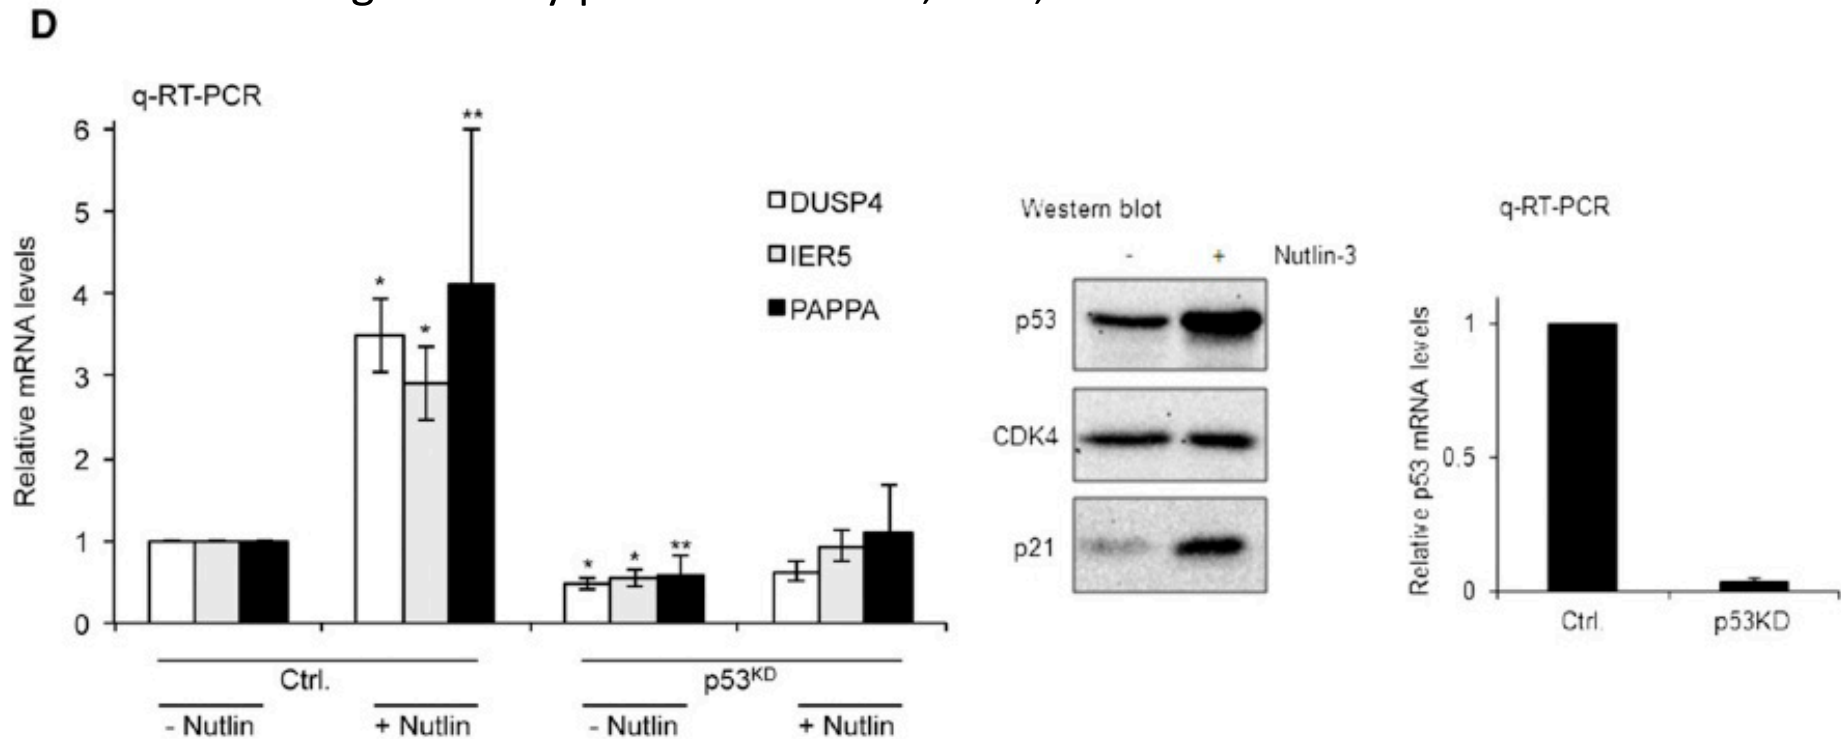 D
q-RT-PCR
Relative mRNA levels
6
5
4
3
2
1
0
**
*
*
*
*
**
DUSP4
IER5
PAPPA
Ctrl.
p53KD
- Nutlin
+ Nutlin
- Nutlin
+ Nutlin
Western blot
- + Nutlin-3
p53
CDK4
p21
q-RT-PCR
Relative p53 mRNA levels
1
0.5
0
Ctrl.
p53KD